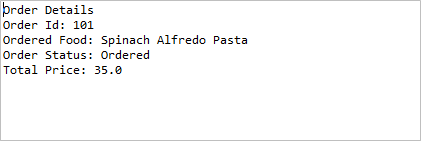 Order Details
Order Id: 101
Ordered Food: Spinach Alfredo Pasta
Order Status: Ordered
Total Price: 35.0